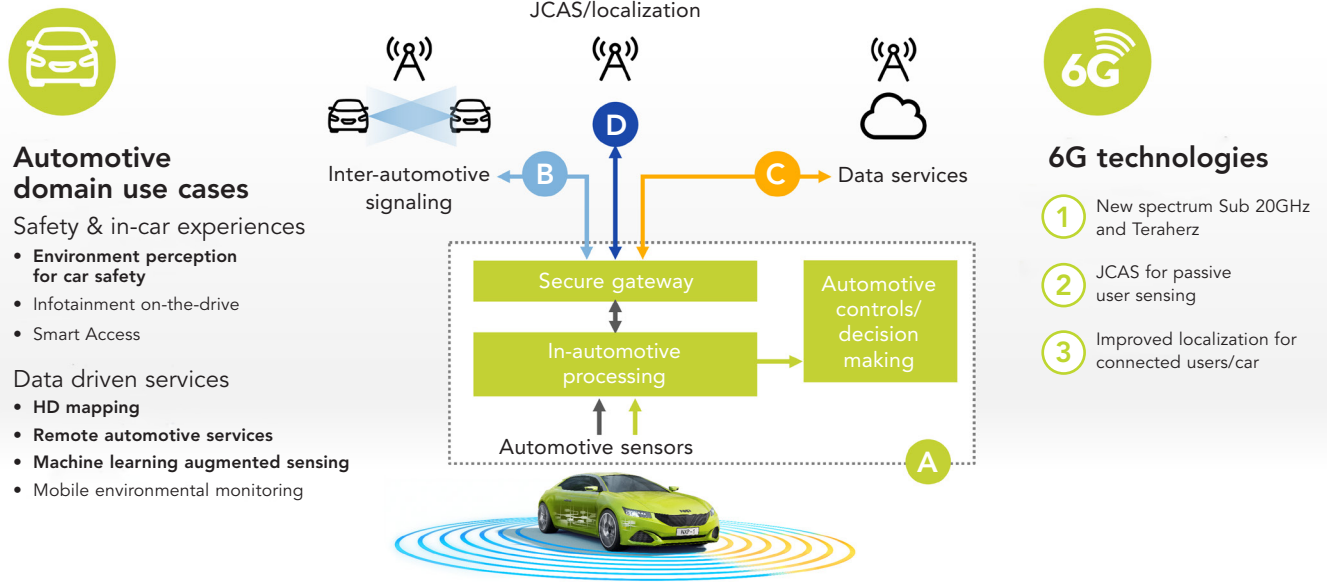 JCAS/localization
Automotive
domain use cases
Safety & in-car experiences
• Environment perception
for car safety
• Infotainment on-the-drive
• Smart Access
Data driven services
• HD mapping
• Remote automotive services
• Machine learning augmented sensing
• Mobile environmental monitoring
D
Inter-automotive
signaling
B
C
Data services
Secure gateway
Automotive
controls/
decision
making
In-automotive
processing
Automotive sensors
A
NXP-1
6G
6G technologies
1
New spectrum Sub 20GHz
and Teraherz
2
JCAS for passive
user sensing
3
Improved localization for
connected users/car